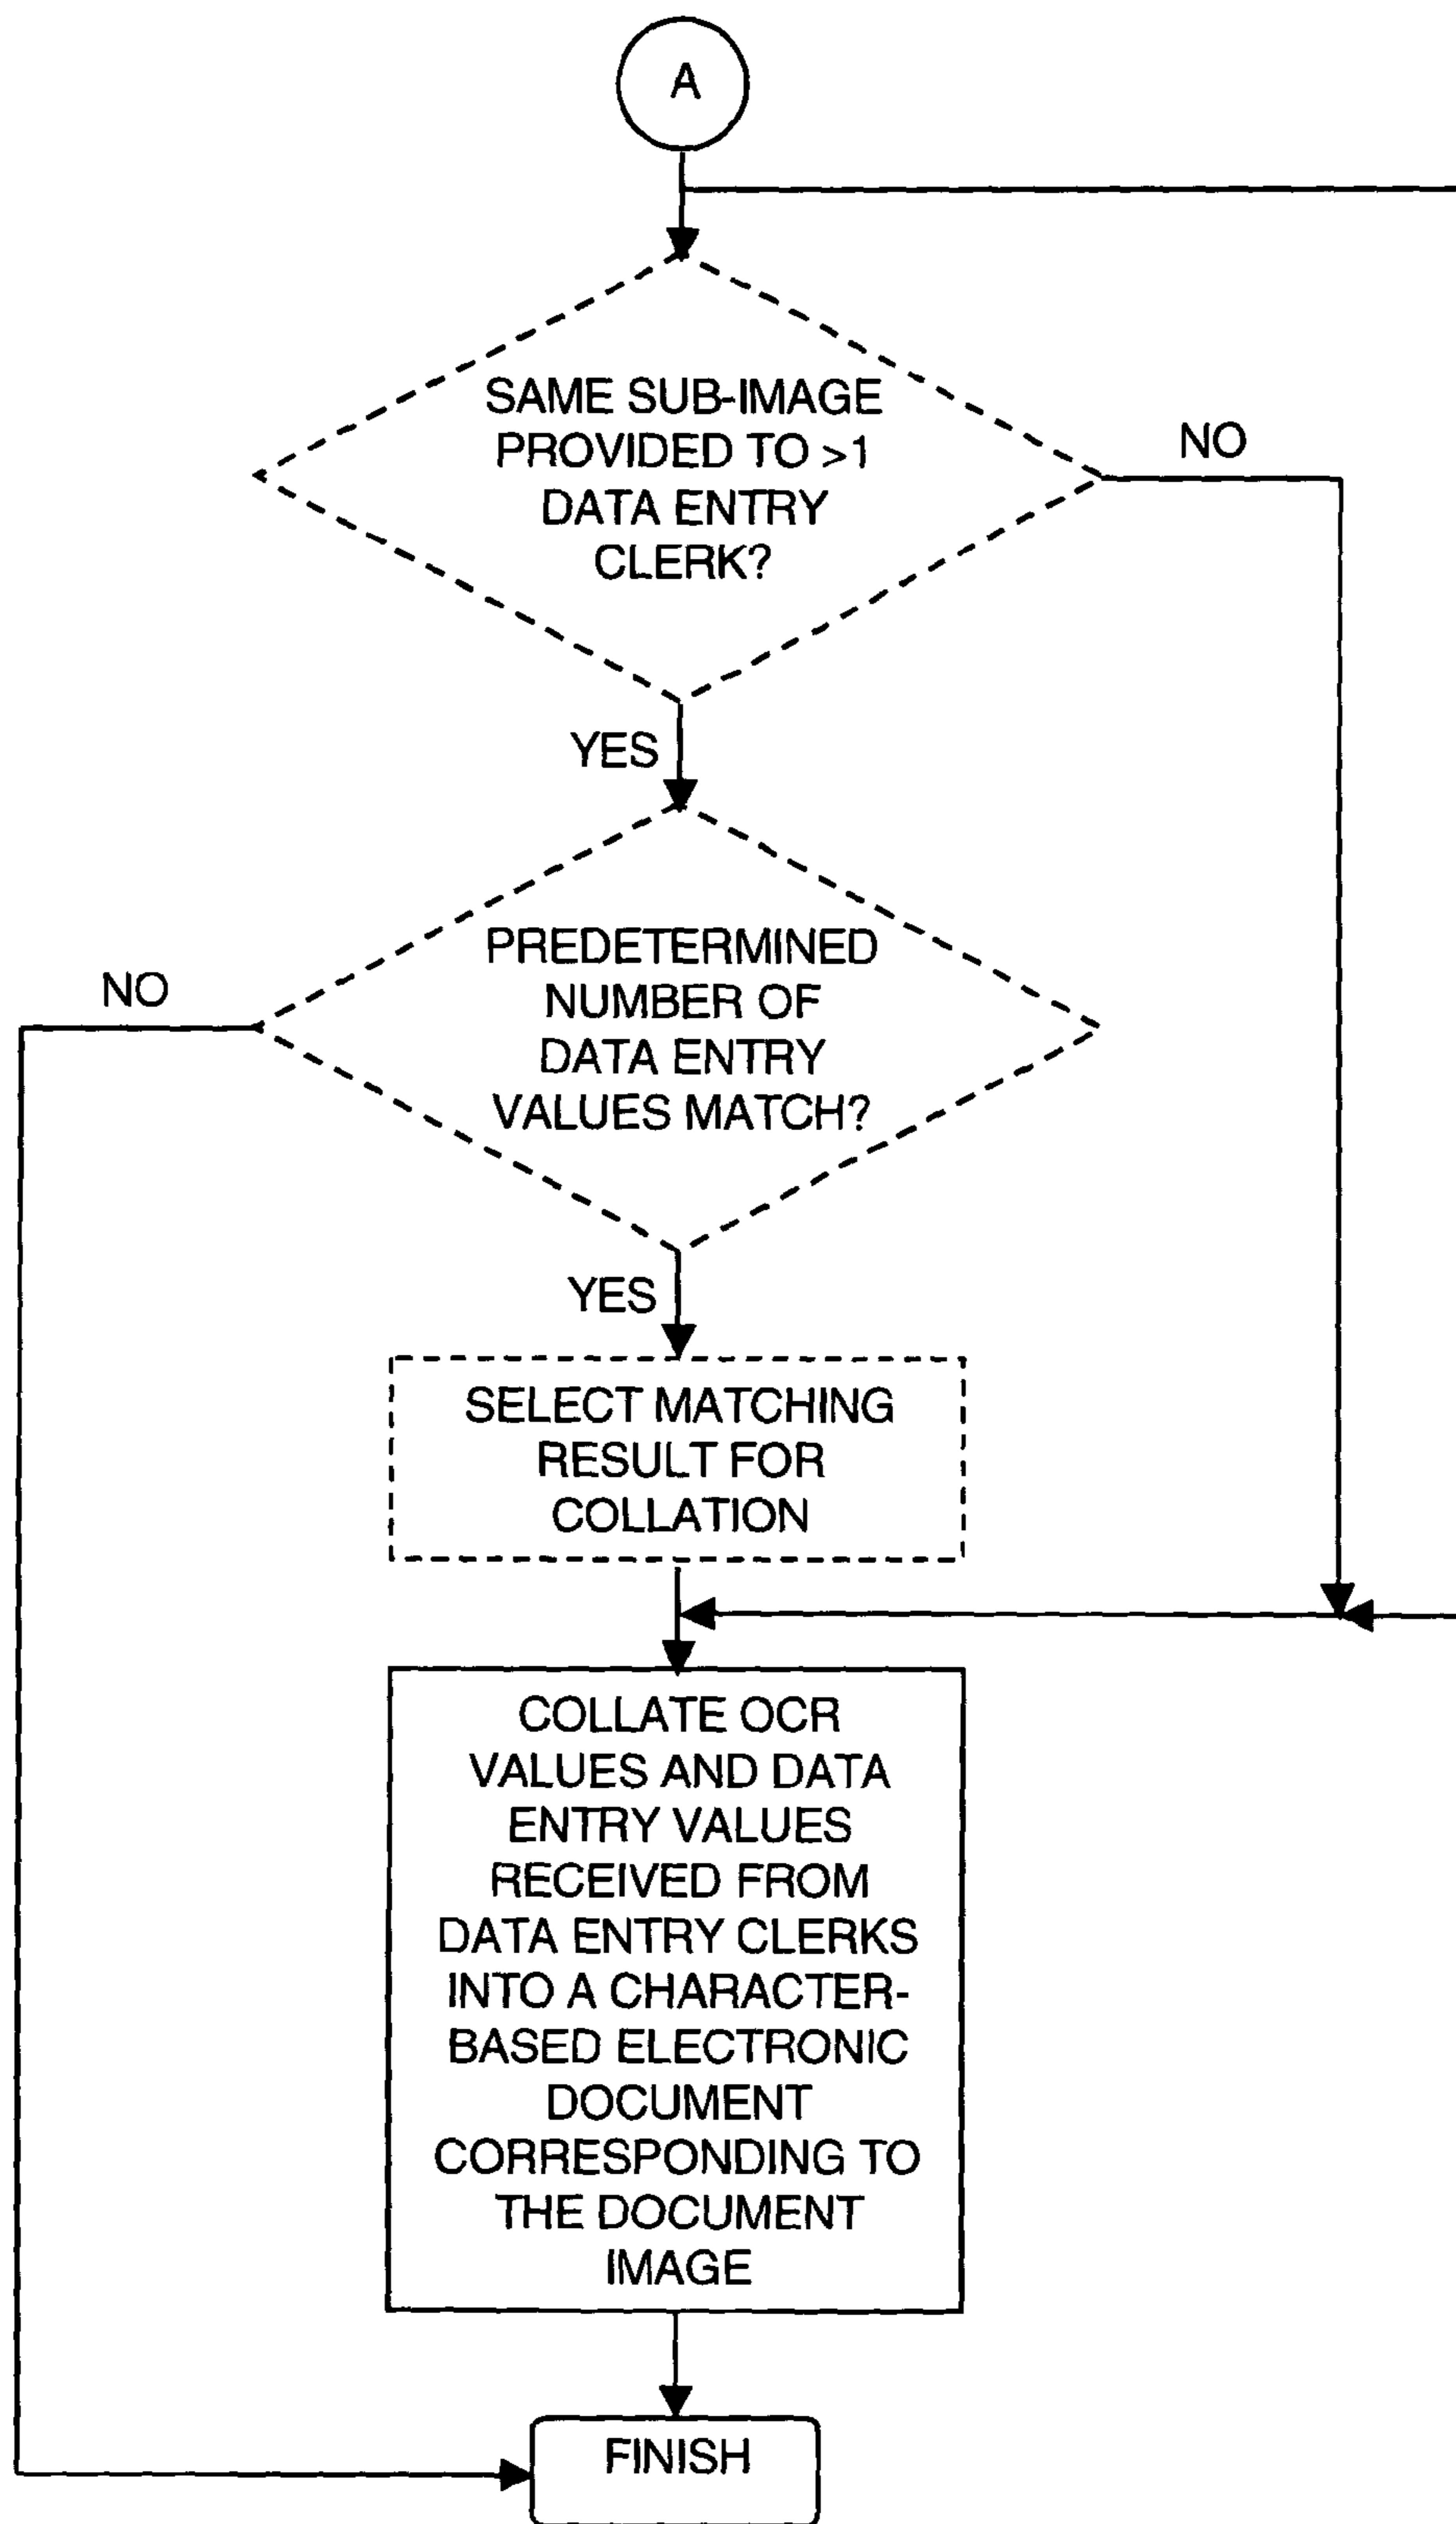 A
SAME SUB-IMAGE
PROVIDED TO >1
DATA ENTRY
CLERK?
NO
YES
PREDETERMINED
NUMBER OF
DATA ENTRY
VALUES MATCH?
NO
YES
SELECT MATCHING
RESULT FOR
COLLATION
COLLATE OCR
VALUES AND DATA
ENTRY VALUES
RECEIVED FROM
DATA ENTRY CLERKS
INTO A CHARACTER-
BASED ELECTRONIC
DOCUMENT
CORRESPONDING TO
THE DOCUMENT
IMAGE
FINISH